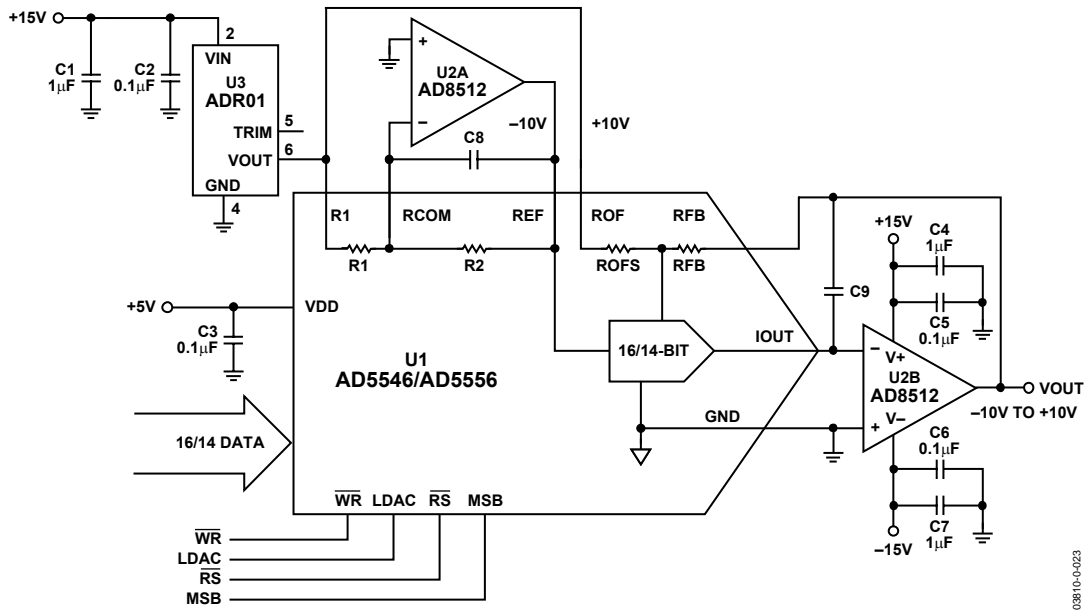 +15V
2
VIN
C1
1µF
C2
0.1µF
U3
ADR01
TRIM
5
VOUT
6
GND
4
+
U2A
AD8512
−
C8
–10V
+10V
R1
RCOM
REF
ROF
RFB
R1
R2
ROFS
RFB
+15V
C4
1µF
C5
0.1µF
C9
+5V
C3
0.1µF
VDD
U1
AD5546/AD5556
16/14-BIT
IOUT
GND
−
V+
U2B
AD8512
+
V−
VOUT
–10V TO +10V
C6
0.1µF
C7
1µF
–15V
16/14 DATA
WR LDAC RS MSB
WR
LDAC
RS
MSB
03810-0-023